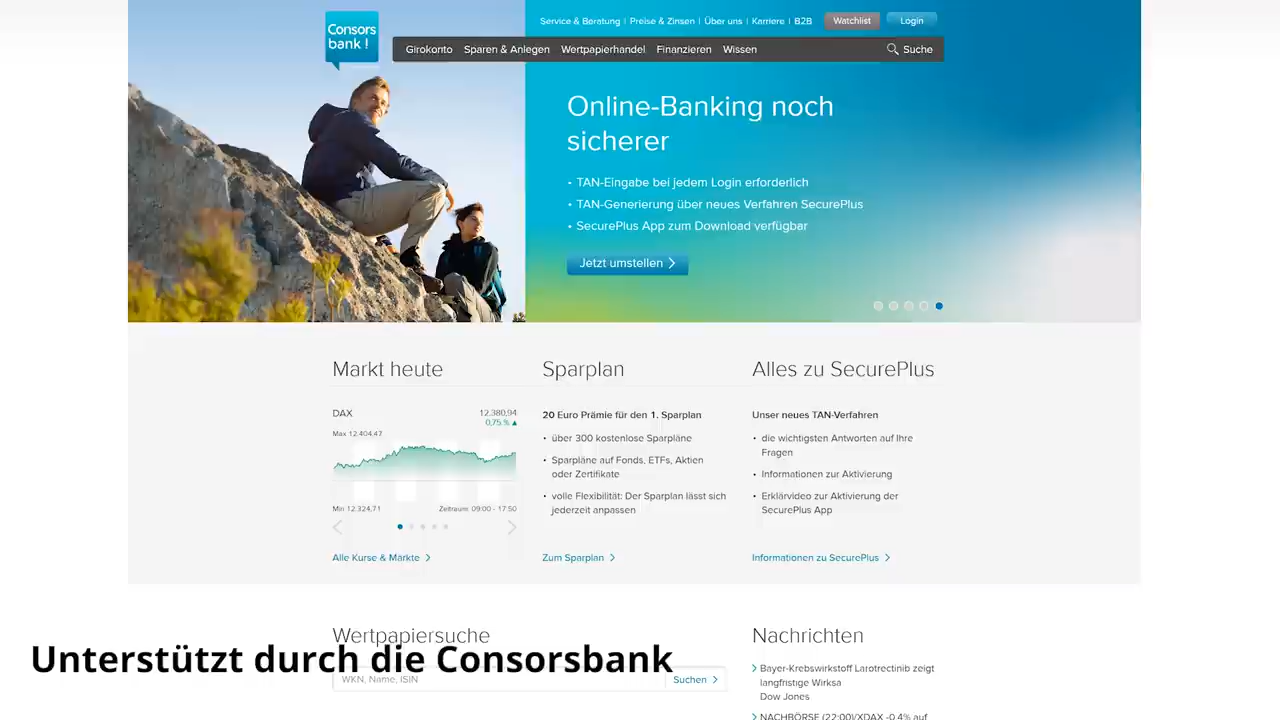 Consors
bank !
Service & Beratung | Preise & Zinsen | Über uns | Karriere | B2B
Watchlist
Login
Girokonto
Sparen & Anlegen
Wertpapierhandel
Finanzieren
Wissen
Suche
Online-Banking noch
sicherer
• TAN-Eingabe bei jedem Login erforderlich
• TAN-Generierung über neues Verfahren SecurePlus
• SecurePlus App zum Download verfügbar
Jetzt umstellen
Markt heute
DAX
12.380,94
0,75 % ▲
Max 12.404,47
Min 12.324,71
Zeitraum: 09:00 - 17:50
Alle Kurse & Märkte
Sparplan
20 Euro Prämie für den 1. Sparplan
• über 300 kostenlose Sparpläne
• Sparpläne auf Fonds, ETFs, Aktien
oder Zertifikate
• volle Flexibilität: Der Sparplan lässt sich
jederzeit anpassen
Zum Sparplan
Alles zu SecurePlus
Unser neues TAN-Verfahren
• die wichtigsten Antworten auf Ihre
Fragen
• Informationen zur Aktivierung
• Erklärvideo zur Aktivierung der
SecurePlus App
Informationen zu SecurePlus
Wertpapiersuche
WKN, Name, ISIN
Suchen
Unterstützt durch die Consorsbank
Nachrichten
Bayer-Krebswirkstoff Larotrectinib zeigt
langfristige Wirksa
Dow Jones
NACHBÖRSE (22:00)/XDAX -0,4% auf